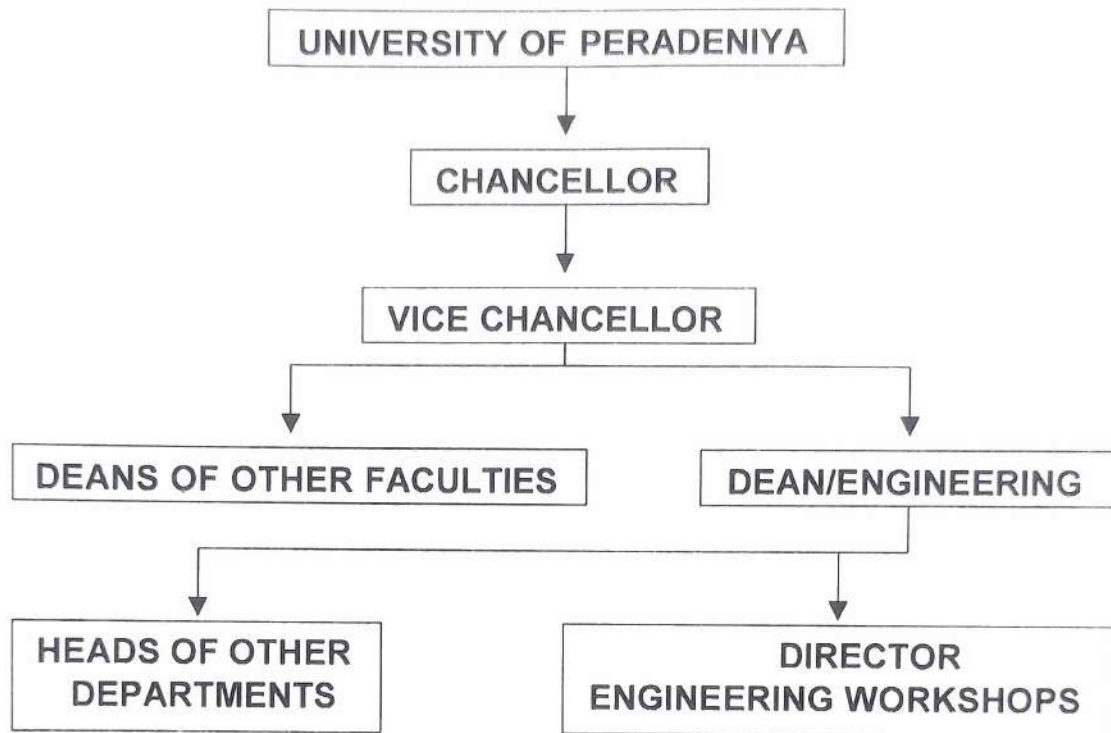 UNIVERSITY OF PERADENIYA
CHANCELLOR
VICE CHANCELLOR
DEANS OF OTHER FACULTIES
DEAN/ENGINEERING
HEADS OF OTHER
DEPARTMENTS
DIRECTOR
ENGINEERING WORKSHOPS